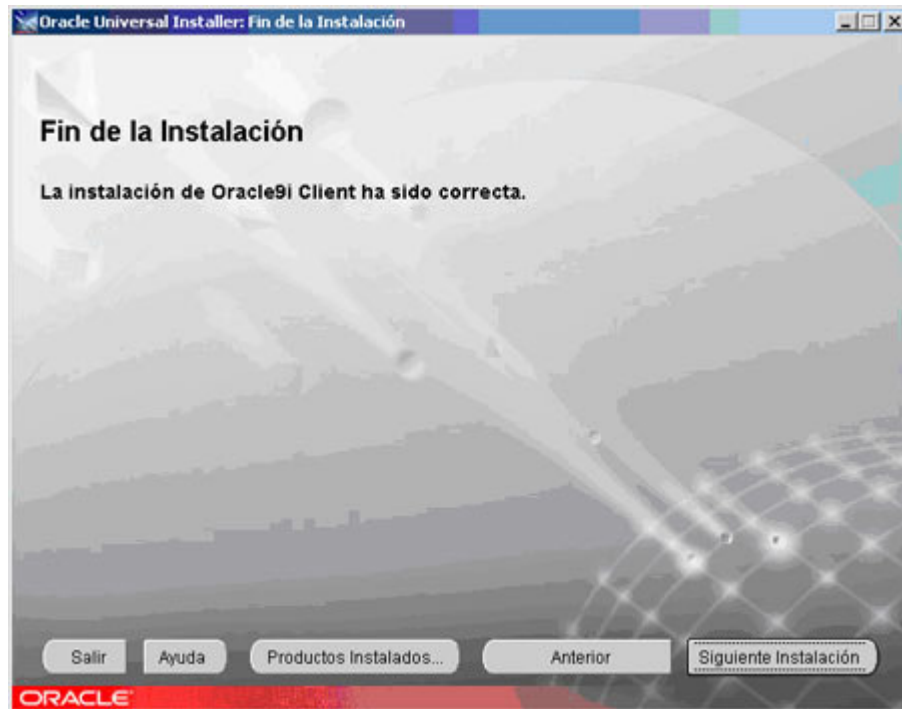 Oracle Universal Installer: Fin de la Instalación
Fin de la Instalación
La instalación de Oracle9i Client ha sido correcta.
Salir
Ayuda
Productos Instalados...
Anterior
Siguiente Instalación
ORACLE